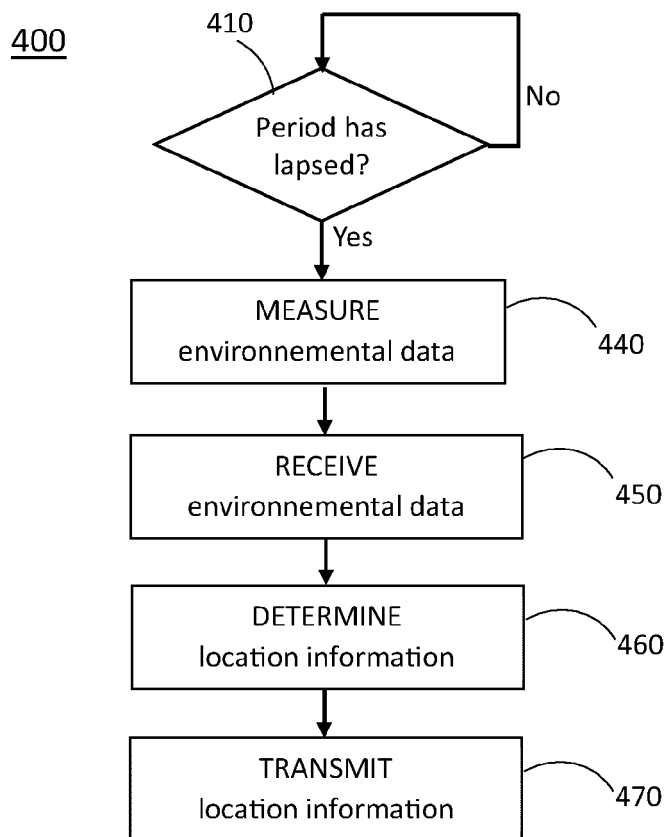 400
410
Period has
lapsed?
No
Yes
MEASURE
environnemental data
440
RECEIVE
environnemental data
450
DETERMINE
location information
460
TRANSMIT
location information
470